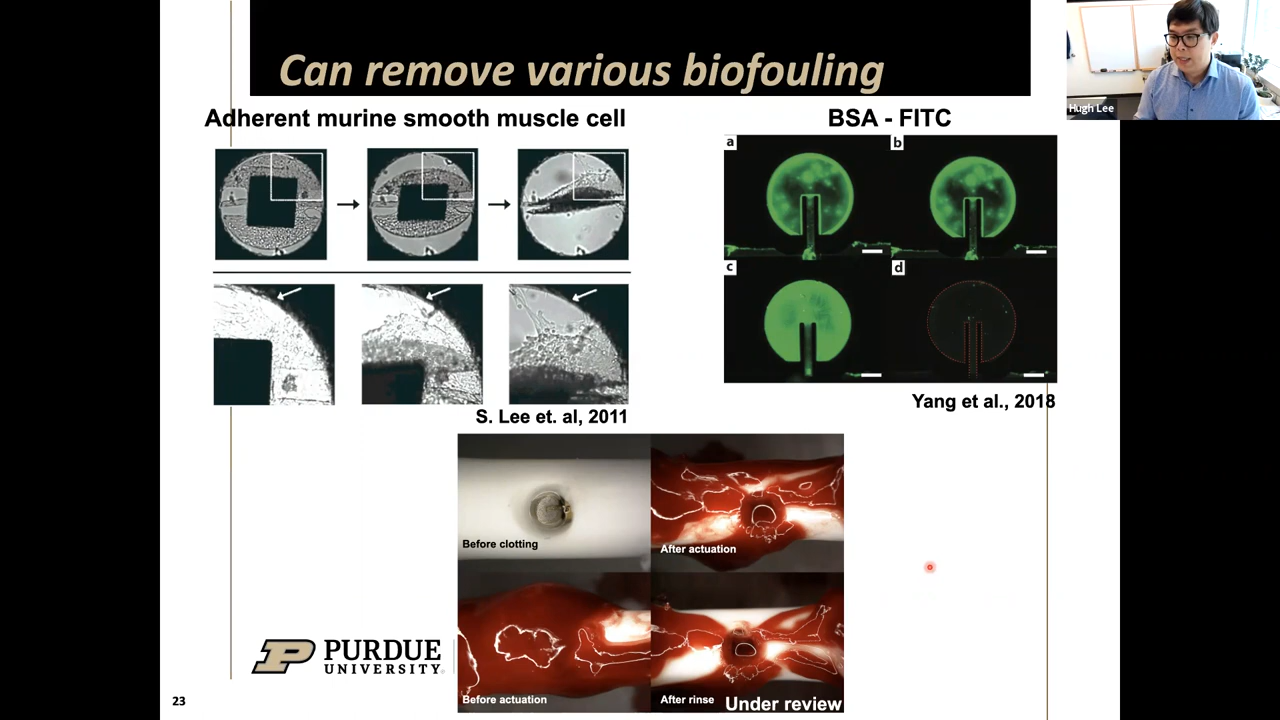 Can remove various biofouling
Hugh Lee
Adherent murine smooth muscle cell
BSA - FITC
a
b
c
d
S. Lee et. al, 2011
Yang et al., 2018
Before clotting
After actuation
Before actuation
After rinse
Under review
PURDUE
UNIVERSITY
23